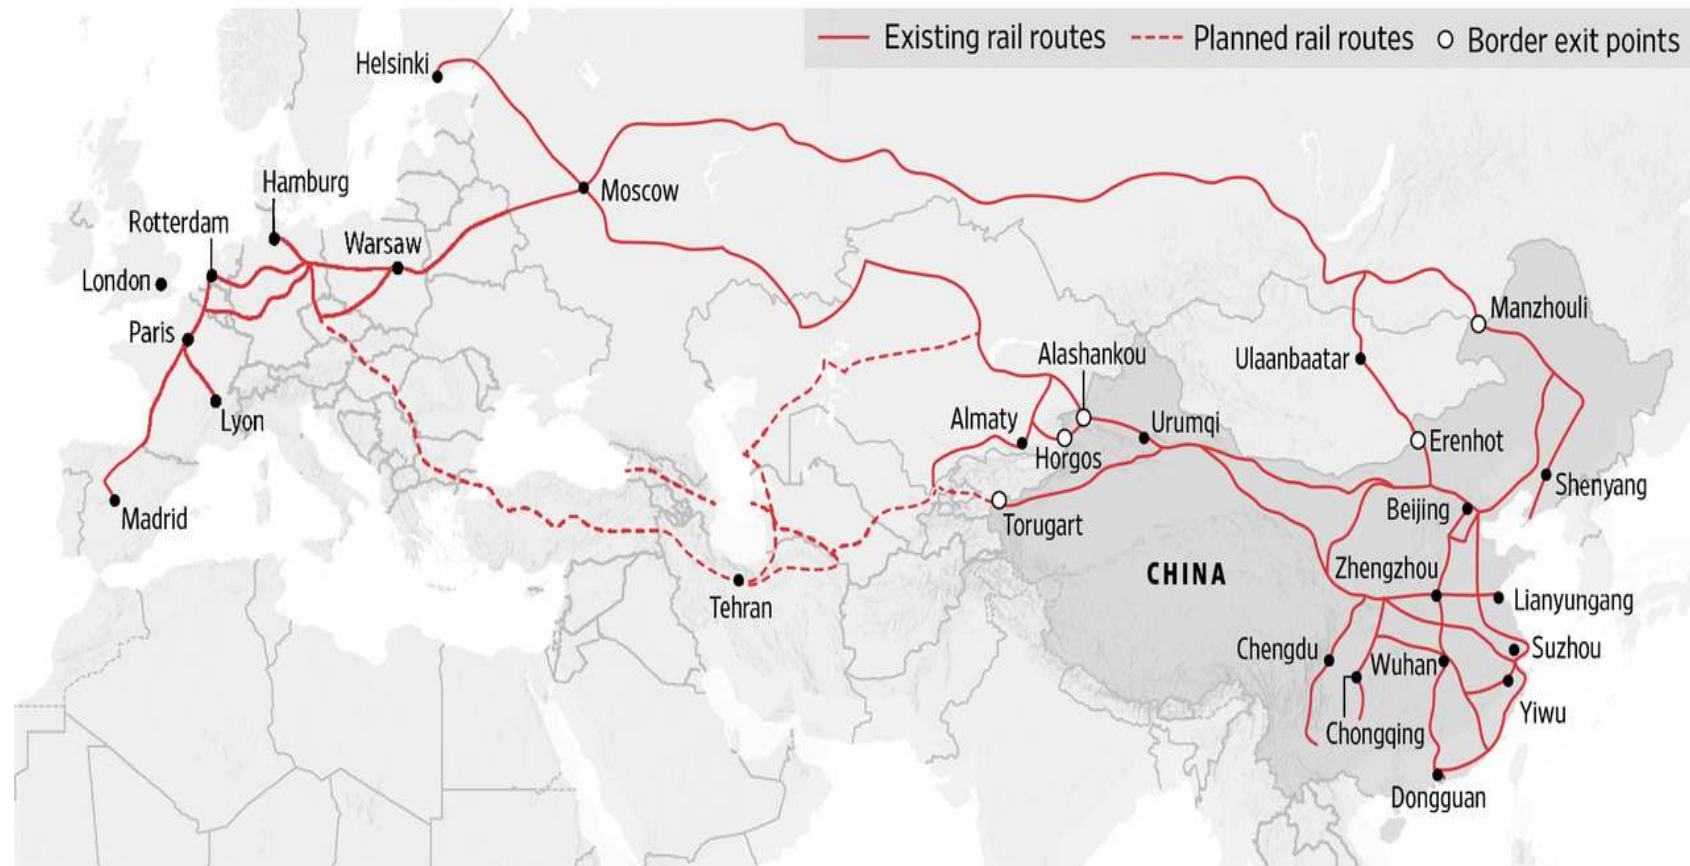 Existing rail routes
Planned rail routes
Border exit points
Helsinki
Hamburg
Moscow
Rotterdam
Warsaw
London
Manzhouli
Paris
Alashankou
Ulaanbaatar
Lyon
Almaty
Urumqi
Erenhot
Horgos
Shenyang
Madrid
Torugart
Beijing
CHINA
Zhengzhou
Tehran
Lianyungang
Chengdu
Wuhan
Suzhou
Yiwu
Chongqing
Dongguan